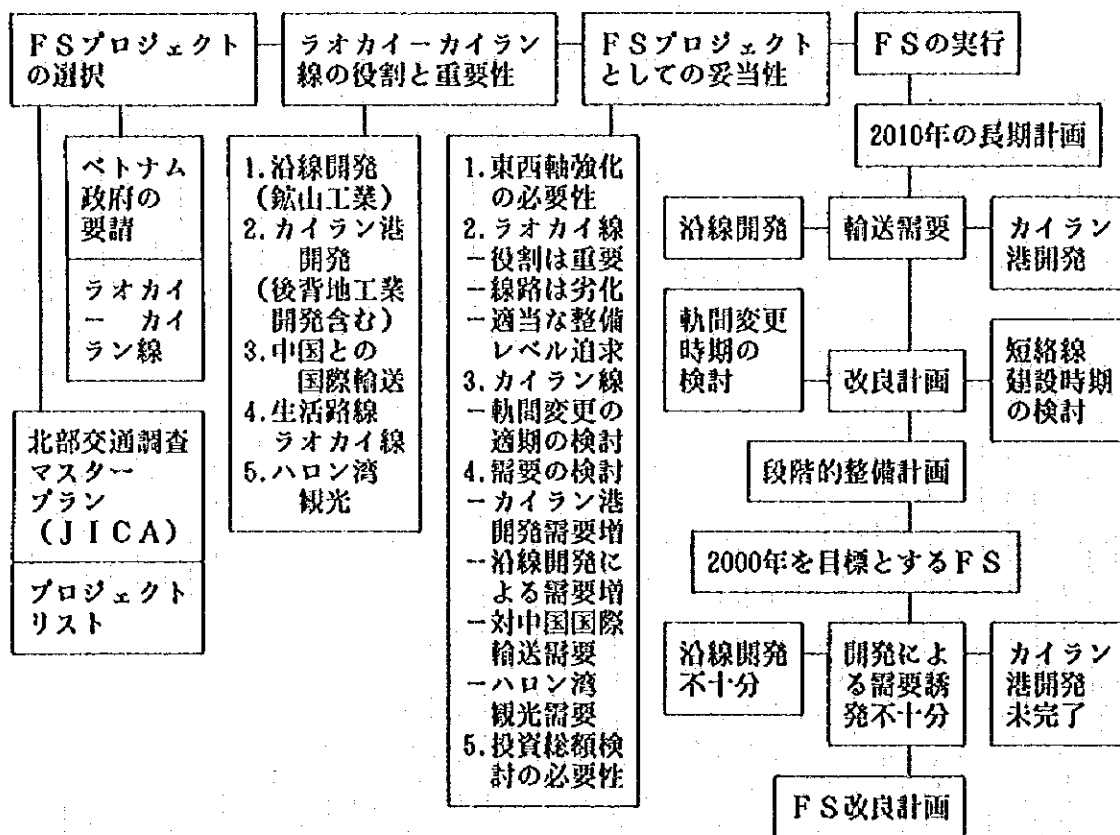 FSプロジェクト
の選択
ラオカイーカイラン
線の役割と重要性
FSプロジェクト
としての妥当性
FSの実行
ベトナム
政府の
要請
ラオカイ
ー カイ
ラン線
北部交通調査
マスター
プラン
(JICA)
プロジェクト
リスト
1.沿線開発
(鉱山工業)
2.カイラン港
開発
(後背地工業
開発含む)
3.中国との
国際輸送
4.生活路線
ラオカイ線
5.ハロン湾
観光
1.東西軸強化
の必要性
2.ラオカイ線
-役割は重要
-線路は劣化
-適当な整備
レベル追求
3.カイラン線
-軌間変更の
適期の検討
4.需要の検討
-カイラン港
開発需要増
-沿線開発に
よる需要増
-対中国国際
輸送需要
-ハロン湾
観光需要
5.投資総額検
討の必要性
2010年の長期計画
沿線開発
輸送需要
カイラン
港開発
軌間変更
時期の
検討
改良計画
短絡線
建設時期
の検討
段階的整備計画
2000年を目標とするFS
沿線開発
不十分
開発によ
る需要誘
発不十分
カイラン
港開発
未完了
FS改良計画